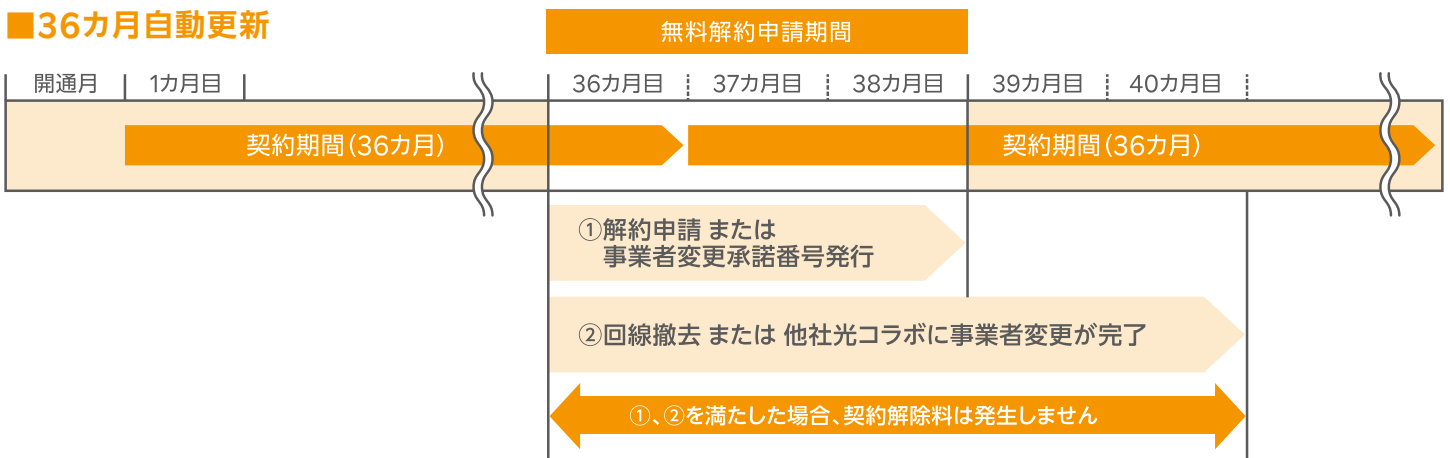 ■36カ月自動更新
無料解約申請期間
開通月
1カ月目
36カ月目
37カ月目
38カ月目
39カ月目
40カ月目
契約期間(36カ月)
契約期間(36カ月)
①解約申請 または
事業者変更承諾番号発行
②回線撤去 または 他社光コラボに事業者変更が完了
①、②を満たした場合、契約解除料は発生しません